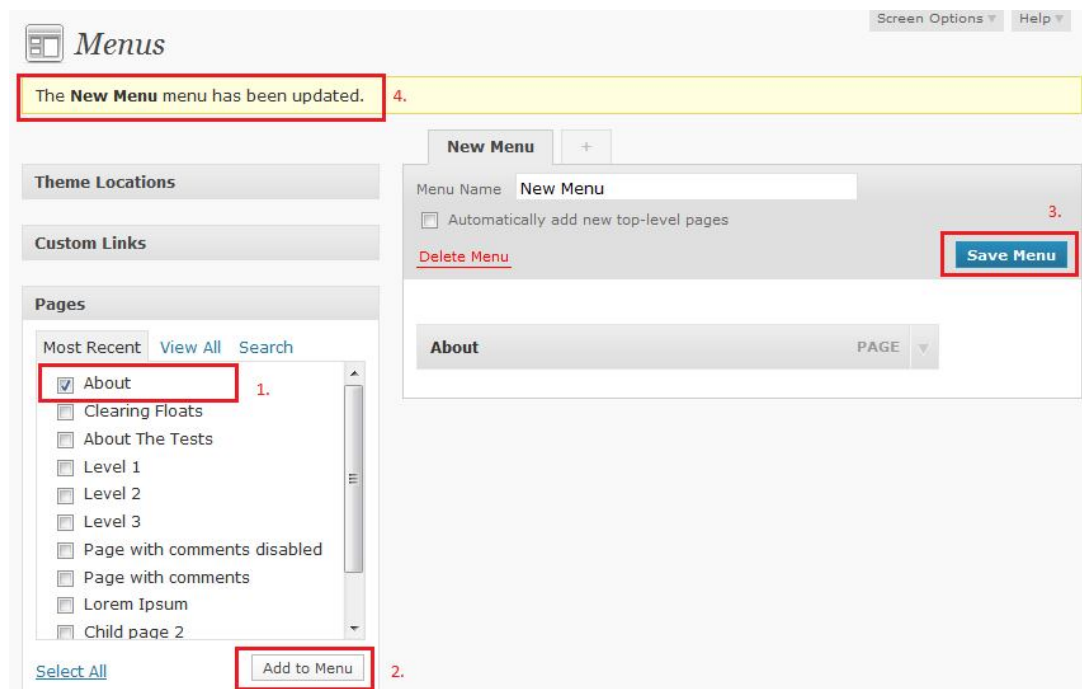 Screen Options Help
Menus
The New Menu menu has been updated. 4.
New Menu +
Theme Locations
Menu Name New Menu
Automatically add new top-level pages
3.
Custom Links
Delete Menu Save Menu
Pages
Most Recent View All Search
About PAGE
About 1.
Clearing Floats
About The Tests
Level 1
Level 2
Level 3
Page with comments disabled
Page with comments
Lorem Ipsum
Child page 2
Select All Add to Menu 2.